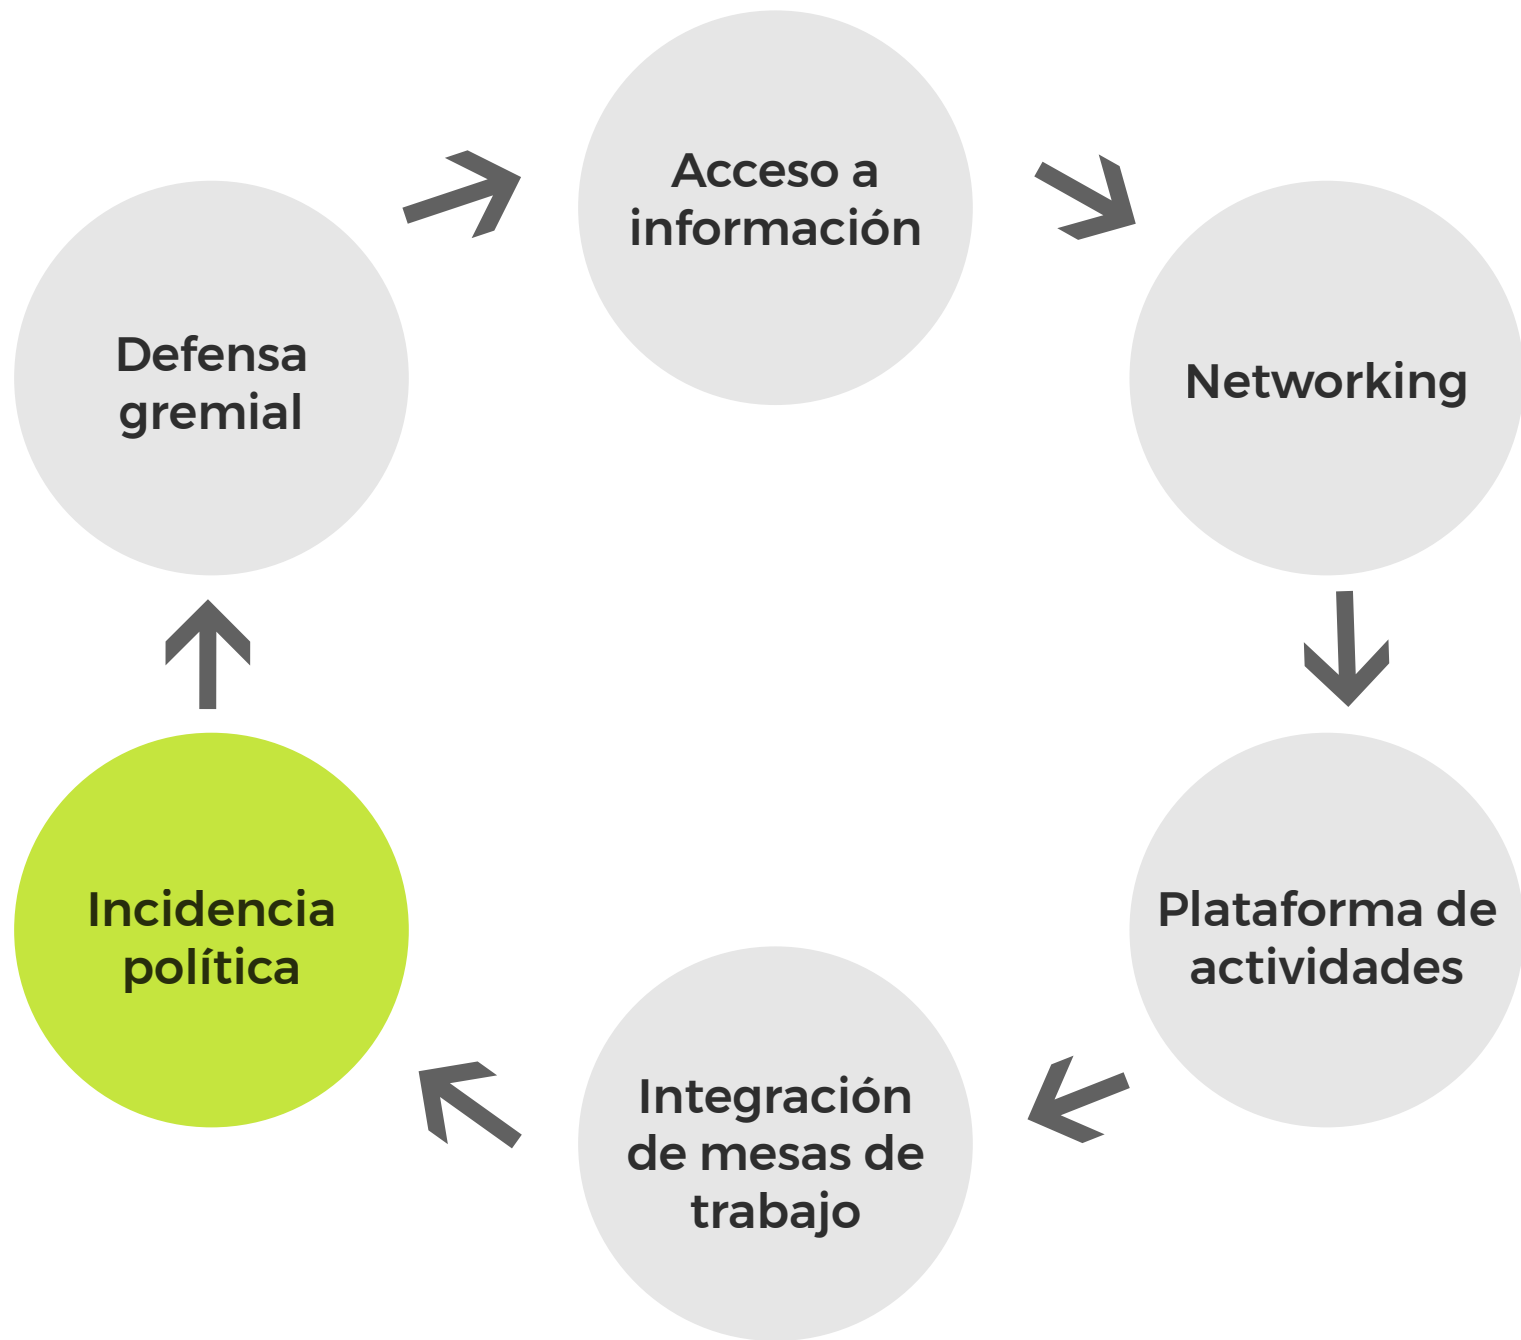 Acceso a
información
Networking
Plataforma de
actividades
Integración
de mesas de
trabajo
Incidencia
política
Defensa
gremial